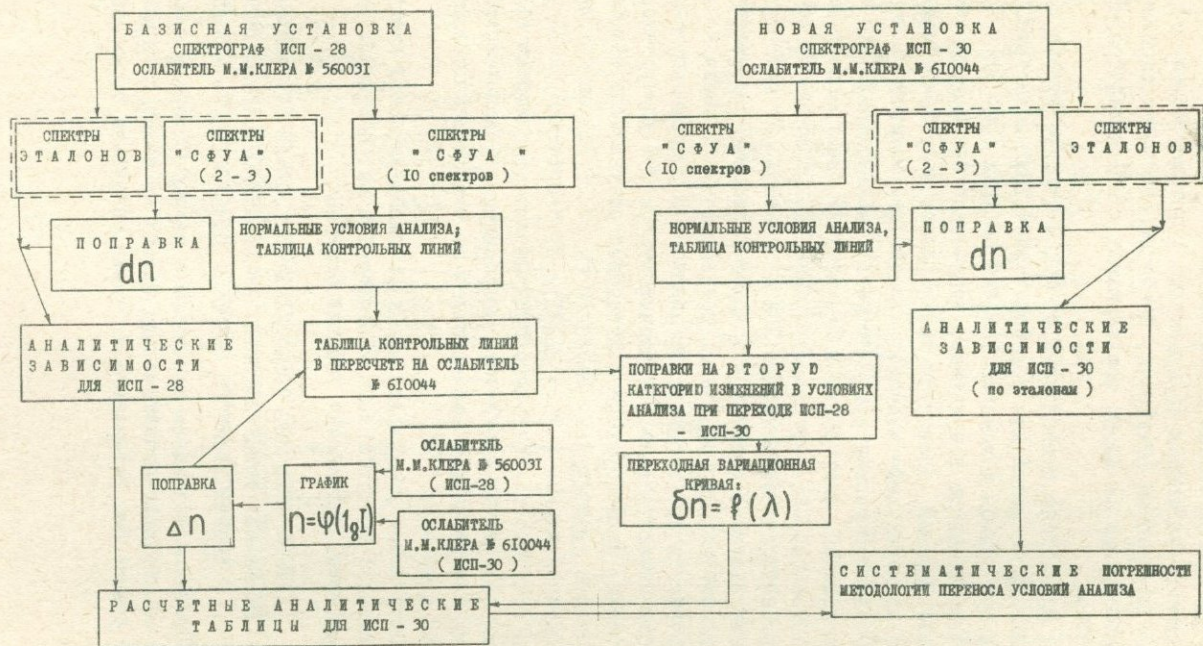 БАЗИСНАЯ УСТАНОВКА
СПЕКТРОГРАФ ИСП - 28
ОСЛАБИТЕЛЬ М.М.КЛЕРА № 560031
НОВАЯ УСТАНОВКА
СПЕКТРОГРАФ ИСП - 30
ОСЛАБИТЕЛЬ М.М.КЛЕРА № 610044
СПЕКТРЫ
ЭТАЛОНОВ
СПЕКТРЫ
"СФУА"
( 2 - 3 )
СПЕКТРЫ
" СФУА "
( 10 спектров )
СПЕКТРЫ
"СФУА"
( 10 спектров )
СПЕКТРЫ
"СФУА"
( 2 - 3 )
СПЕКТРЫ
ЭТАЛОНОВ
ПОПРАВКА
dn
НОРМАЛЬНЫЕ УСЛОВИЯ АНАЛИЗА;
ТАБЛИЦА КОНТРОЛЬНЫХ ЛИНИЙ
НОРМАЛЬНЫЕ УСЛОВИЯ АНАЛИЗА,
ТАБЛИЦА КОНТРОЛЬНЫХ ЛИНИЙ
ПОПРАВКА
dn
АНАЛИТИЧЕСКИЕ
ЗАВИСИМОСТИ
ДЛЯ ИСП - 28
ТАБЛИЦА КОНТРОЛЬНЫХ ЛИНИЙ
В ПЕРЕСЧЕТЕ НА ОСЛАБИТЕЛЬ
№ 610044
ПОПРАВКИ НА ВТОРУЮ
КАТЕГОРИЮ ИЗМЕНЕНИЙ В УСЛОВИЯХ
АНАЛИЗА ПРИ ПЕРЕХОДЕ ИСП-28
- ИСП-30
АНАЛИТИЧЕСКИЕ
ЗАВИСИМОСТИ
ДЛЯ ИСП - 30
( по эталонам )
ПОПРАВКА
Δn
ГРАФИК
n=φ(lgI)
ОСЛАБИТЕЛЬ
М.М.КЛЕРА № 560031
( ИСП-28 )
ОСЛАБИТЕЛЬ
М.М.КЛЕРА № 610044
( ИСП-30 )
ПЕРЕХОДНАЯ ВАРИАЦИОННАЯ
КРИВАЯ:
δn= f (λ)
РАСЧЕТНЫЕ АНАЛИТИЧЕСКИЕ
ТАБЛИЦЫ ДЛЯ ИСП - 30
СИСТЕМАТИЧЕСКИЕ ПОГРЕШНОСТИ
МЕТОДОЛОГИИ ПЕРЕНОСА УСЛОВИЙ АНАЛИЗА